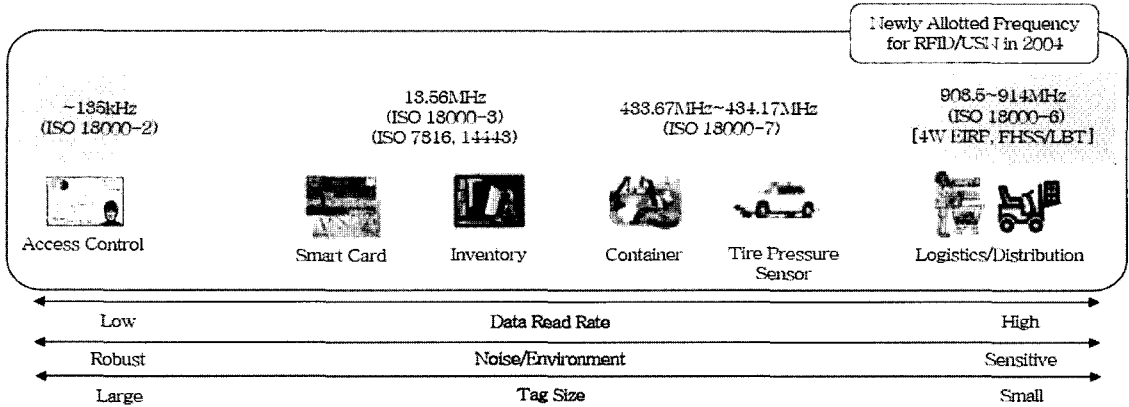 Newly Allotted Frequency
for RFID/USN in 2004
~135kHz
(ISO 18000-2)
13.56MHz
(ISO 18000-3)
(ISO 7816, 14443)
433.67MHz~434.17MHz
(ISO 18000-7)
908.5~914MHz
(ISO 18000-6)
[4W EIRP, FHSS/LBT]
Access Control
Smart Card
Inventory
Container
Tire Pressure
Sensor
Logistics/Distribution
Low
Data Read Rate
High
Robust
Noise/Environment
Sensitive
Large
Tag Size
Small